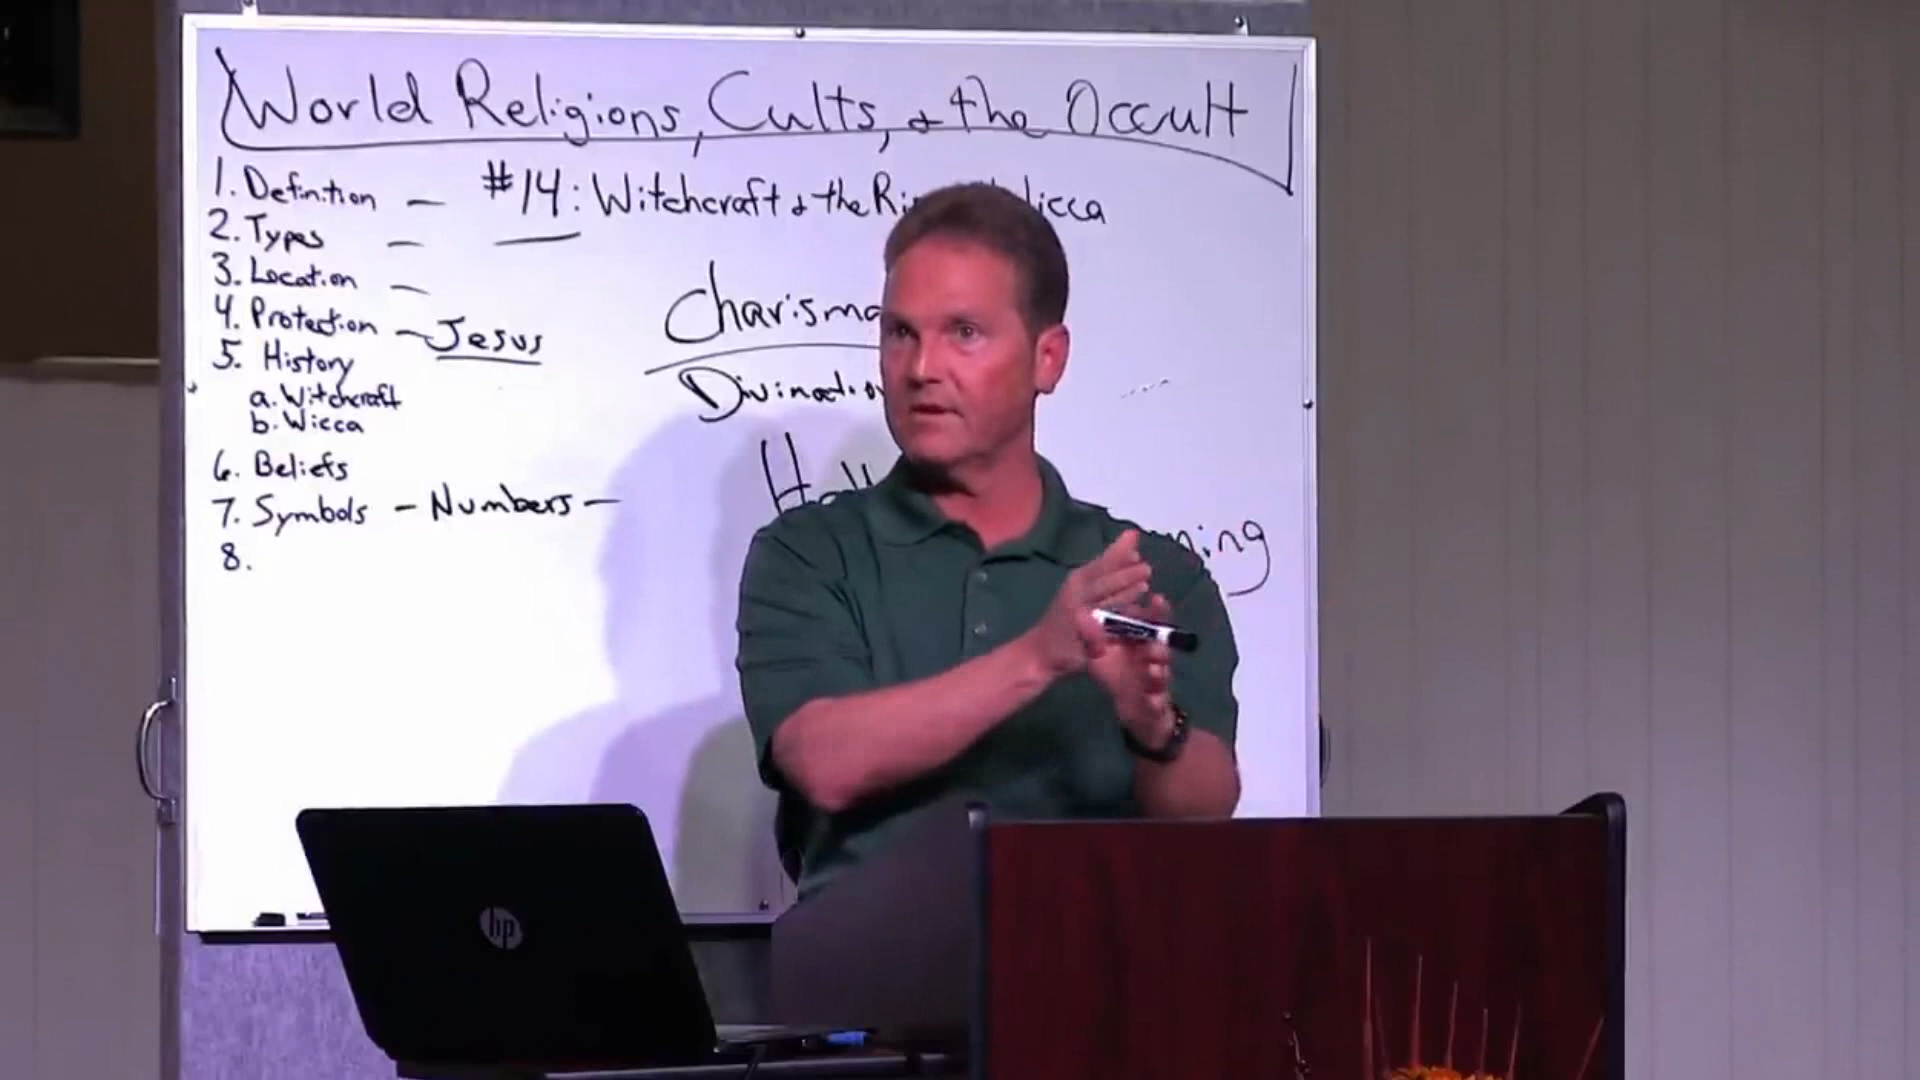 World Religions, Cults, & the Occult
#14: Witchcraft & the
1. Definition —
2. Types —
3. Location —
4. Protection — Jesus
5. History
a. Witchcraft
b. Wicca
6. Beliefs
7. Symbols — Numbers —
8.
hp